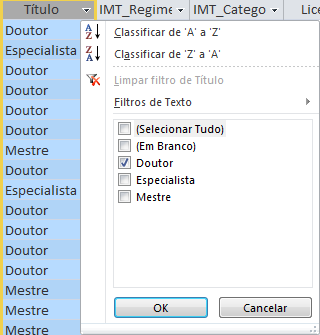 Título IMT_Regime IMT_Catego Lice
Doutor
Especialista
Doutor
Doutor
Doutor
Doutor
Mestre
Doutor
Especialista
Doutor
Doutor
Doutor
Doutor
Mestre
Mestre
Mestre
Classificar de 'A' a 'Z'
Classificar de 'Z' a 'A'
Limpar filtro de Título
Filtros de Texto
(Selecionar Tudo)
(Em Branco)
Doutor
Especialista
Mestre
OK Cancelar